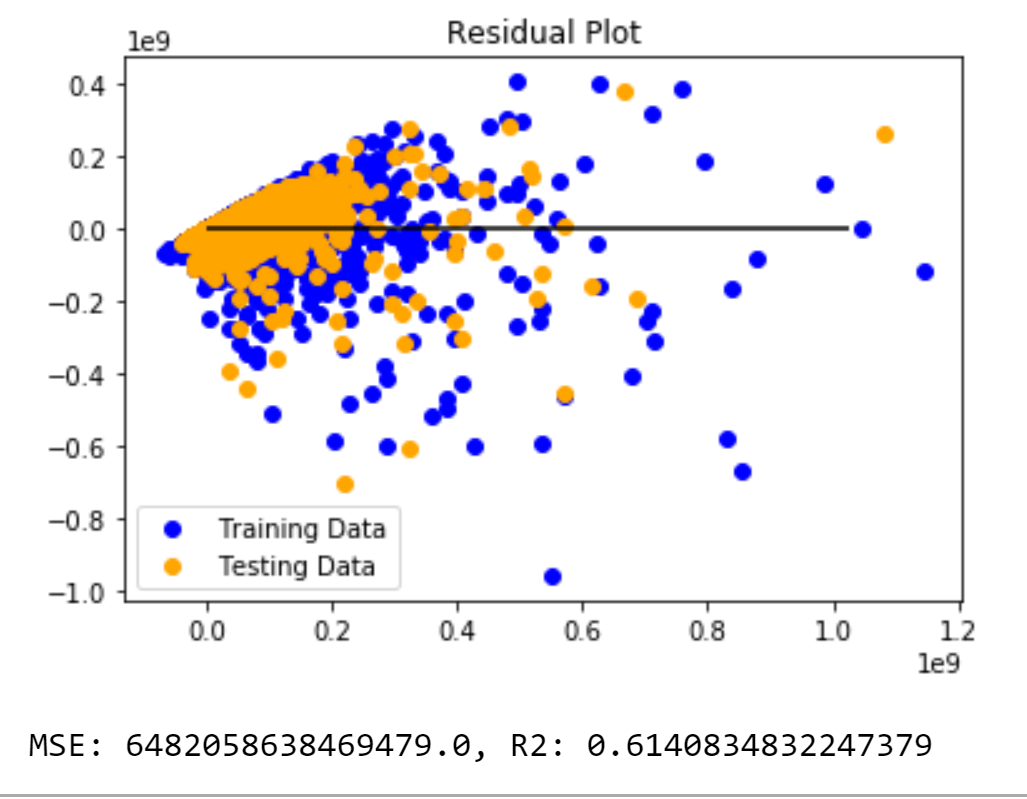 Residual Plot
1e9
0.4
0.2
0.0
−0.2
−0.4
−0.6
−0.8
−1.0
Training Data
Testing Data
0.0 0.2 0.4 0.6 0.8 1.0 1.2
1e9
MSE: 6482058638469479.0, R2: 0.6140834832247379